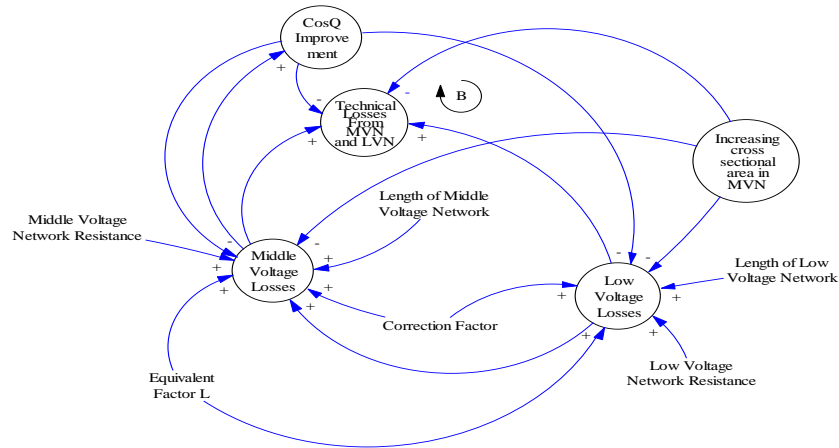 CosQ
Improve
ment
+
-
-
B
Technical
Losses
From
MVN
and LVN
+
+
Increasing
cross
sectional
area in
MVN
Length of Middle
Voltage Network
Middle Voltage
Network Resistance
-
-
+
+
+
+
+
Middle
Voltage
Losses
-
-
Length of Low
Voltage Network
Low
Voltage
Losses
+
+
+
+
Correction Factor
Low Voltage
Network Resistance
Equivalent
Factor L